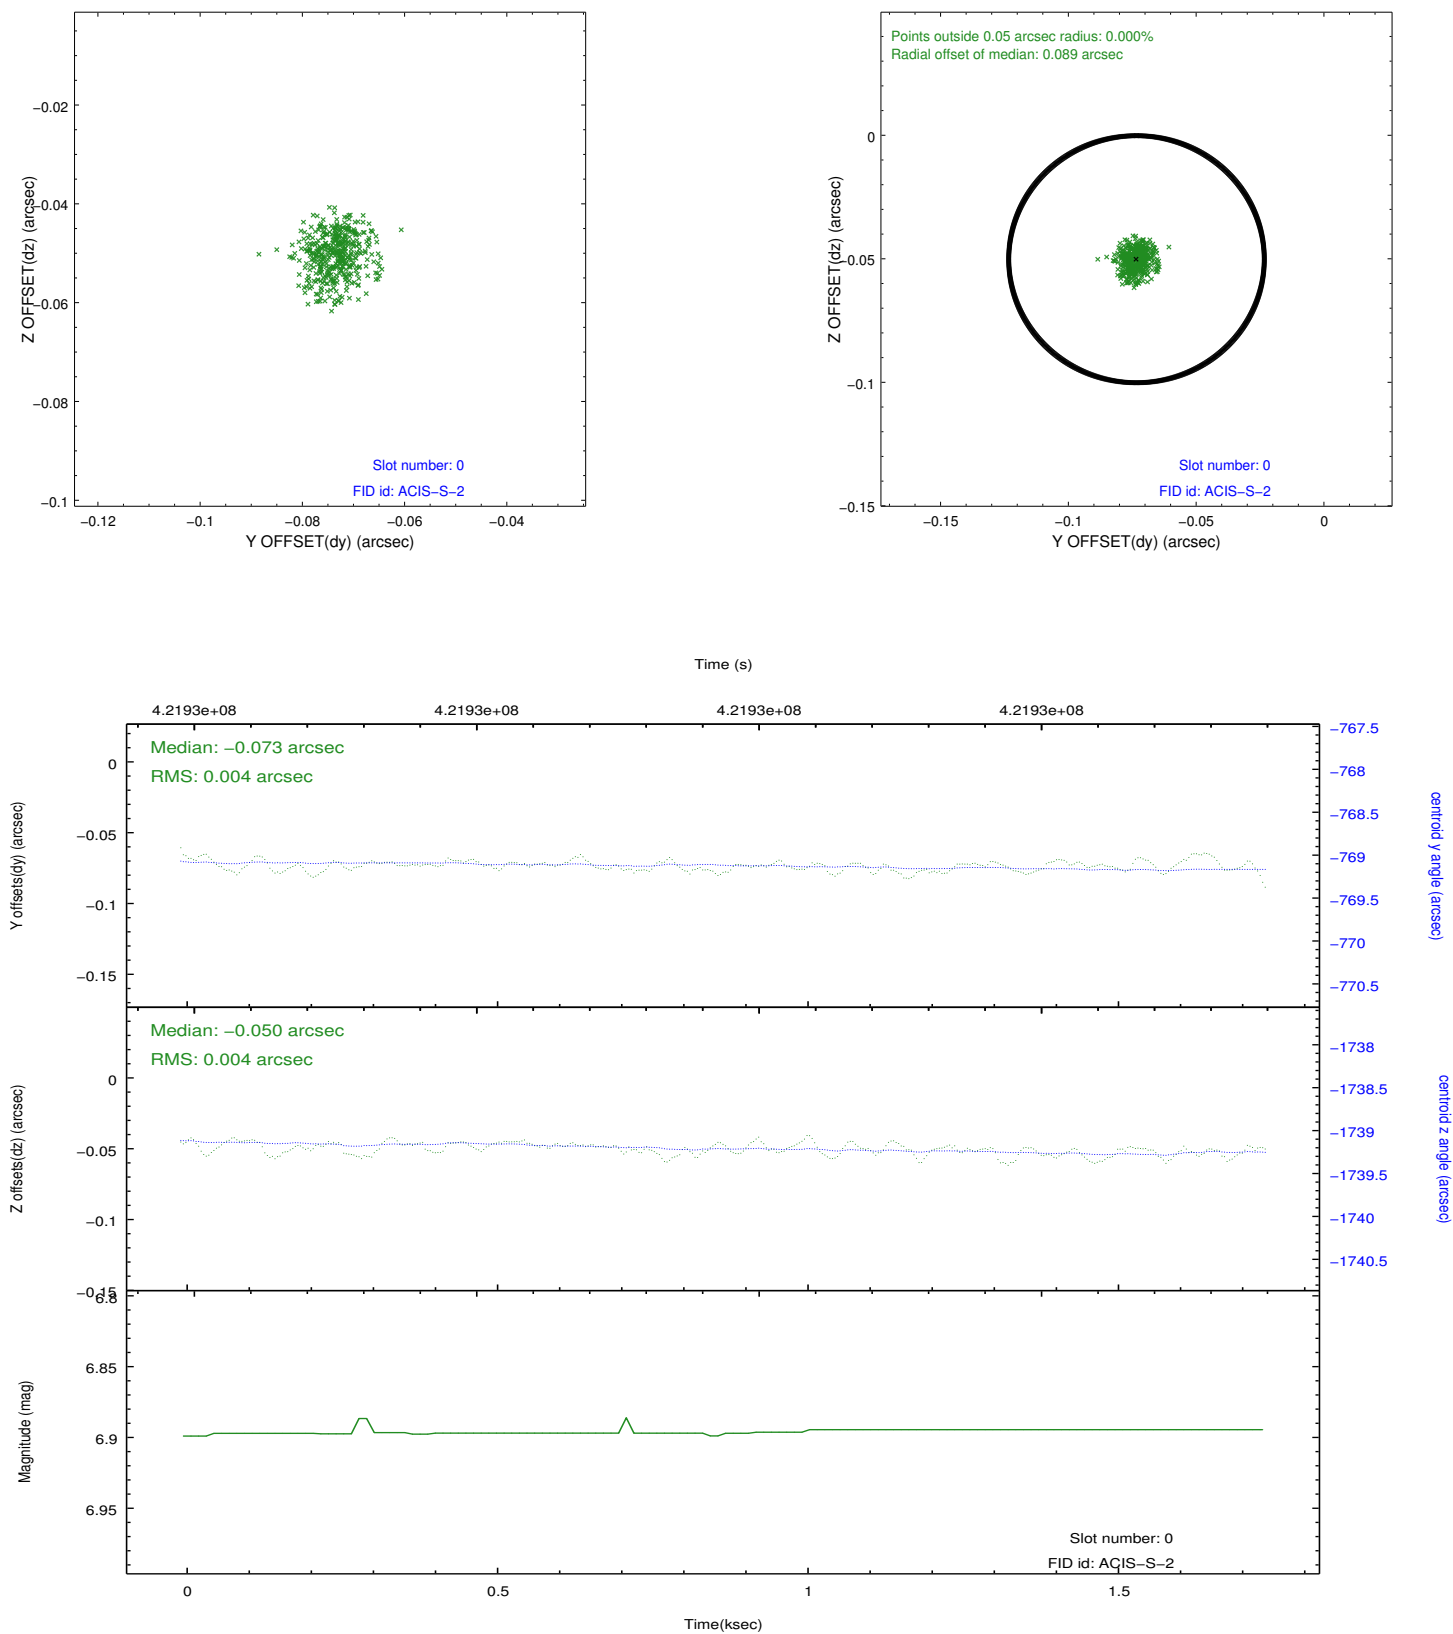 −0.02
−0.04
−0.06
−0.08
−0.1
Z OFFSET(dz) (arcsec)
Slot number: 0
FID id: ACIS−S−2
−0.12
−0.1
−0.08
−0.06
−0.04
Y OFFSET(dy) (arcsec)
Points outside 0.05 arcsec radius: 0.000%
Radial offset of median: 0.089 arcsec
0
−0.05
−0.1
−0.15
Z OFFSET(dz) (arcsec)
Slot number: 0
FID id: ACIS−S−2
−0.15
−0.1
−0.05
0
Y OFFSET(dy) (arcsec)
Time (s)
4.2193e+08
4.2193e+08
4.2193e+08
4.2193e+08
Median: −0.073 arcsec
RMS: 0.004 arcsec
0
−0.05
−0.1
−0.15
Y offsets(dy) (arcsec)
−767.5
−768
−768.5
−769
−769.5
−770
−770.5
centroid y angle (arcsec)
Median: −0.050 arcsec
RMS: 0.004 arcsec
0
−0.05
−0.1
−0.15
Z offsets(dz) (arcsec)
−1738
−1738.5
−1739
−1739.5
−1740
−1740.5
centroid z angle (arcsec)
6.8
6.85
6.9
6.95
Magnitude (mag)
Slot number: 0
FID id: ACIS−S−2
0
0.5
1
1.5
Time(ksec)